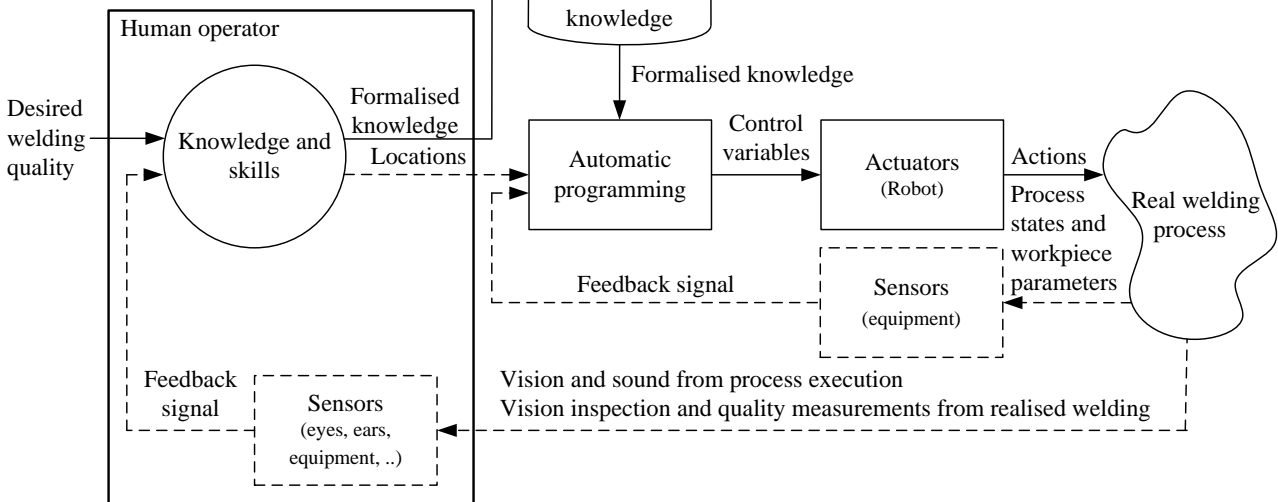 knowledge
Human operator
Formalised knowledge
Desired
welding
quality
Knowledge and
skills
Formalised
knowledge
Locations
Automatic
programming
Control
variables
Actuators
(Robot)
Actions
Process
states and
workpiece
parameters
Real welding
process
Feedback signal
Sensors
(equipment)
Feedback
signal
Sensors
(eyes, ears,
equipment, ..)
Vision and sound from process execution
Vision inspection and quality measurements from realised welding